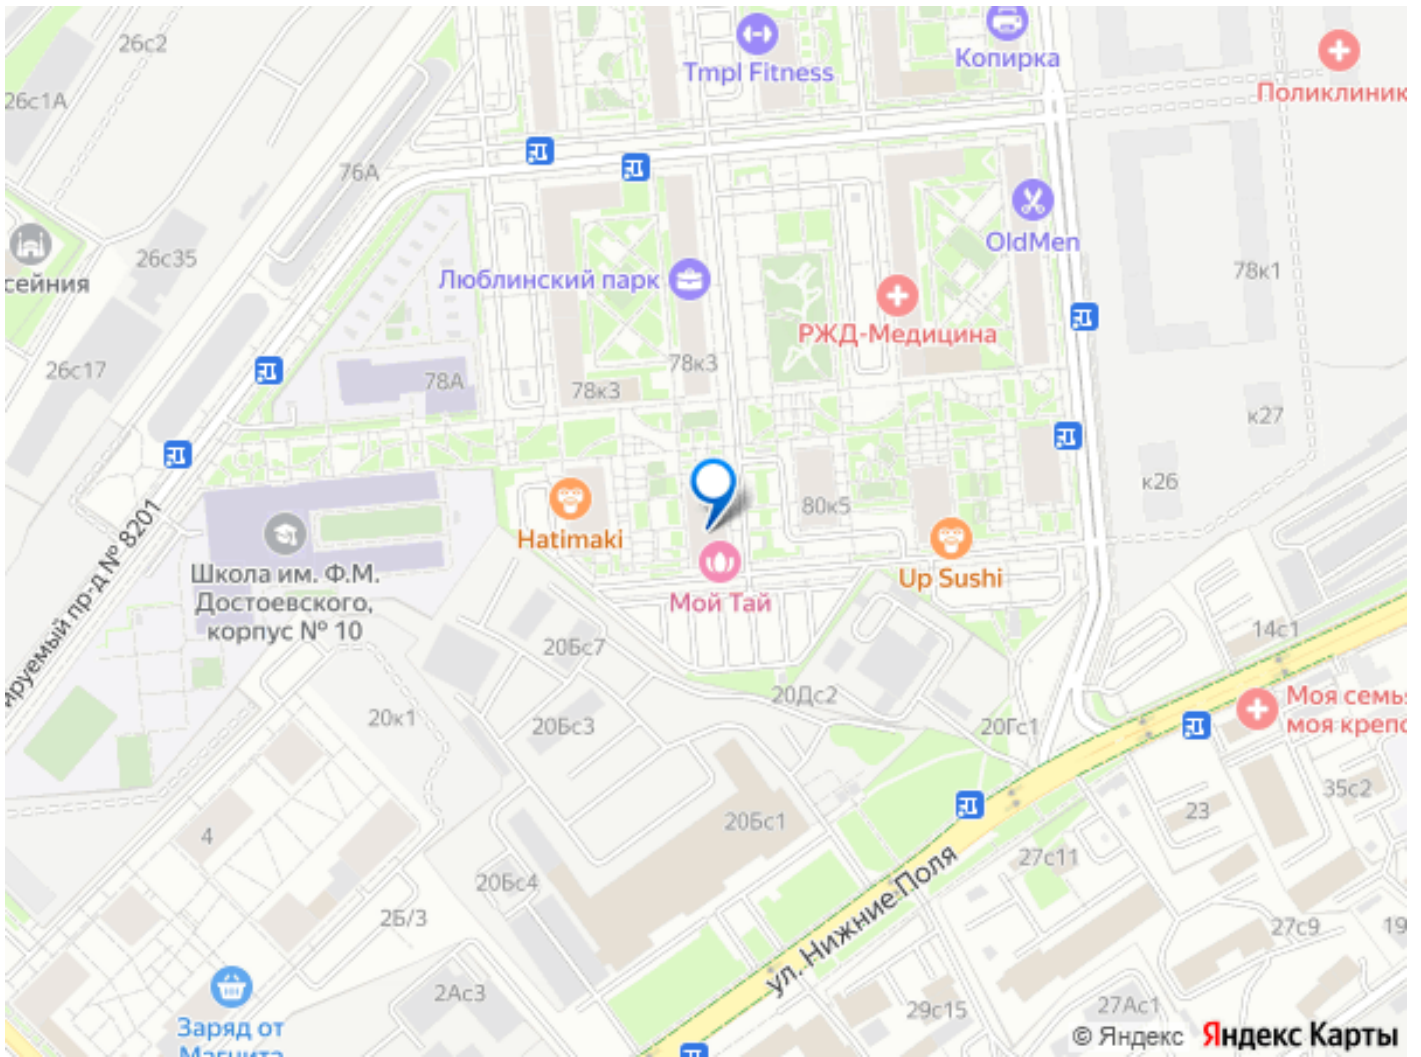 26с2
Tmpl Fitness
Копирка
Поликлиник
26с1А
76А
OldMen
26с35
сейния
Люблинский парк
78к1
РЖД-Медицина
26с17
78А
78к3
78к3
к27
80к5
к26
Hatimaki
ируемый пр-д № 8201
Школа им. Ф.М.
Достоевского,
корпус № 10
Up Sushi
Мой Тай
14с1
20Бс7
20Дс2
20к1
20Бс3
20Гс1
Моя семья
моя крепо
35с2
23
4
20Бс1
27с11
20Бс4
2Б/3
ул. Нижние Поля
27с9
19
2Ас3
29с15
27Ас1
Заряд от
Магнита
© Яндекс Яндекс Карты